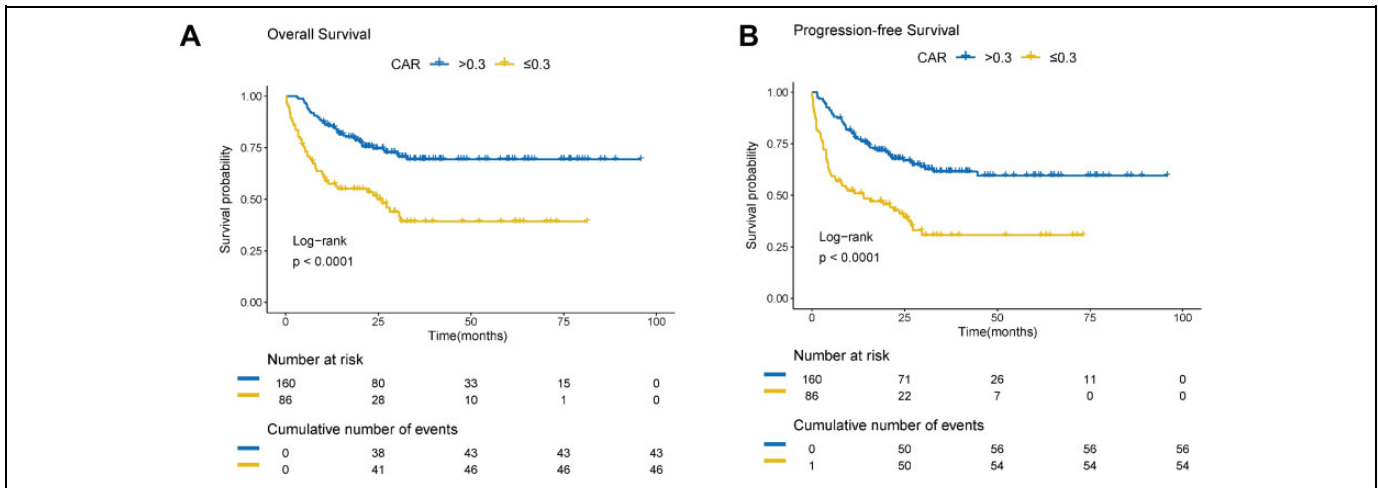 A
Overall Survival
CAR >0.3 ≤0.3
1.00
0.75
0.50
0.25
0.00
Survival probability
Log-rank
p < 0.0001
0 25 50 75 100
Time(months)
Number at risk
160 80 33 15 0
86 28 10 1 0
Cumulative number of events
0 38 43 43 43
0 41 46 46 46
B
Progression-free Survival
CAR >0.3 ≤0.3
1.00
0.75
0.50
0.25
0.00
Survival probability
Log-rank
p < 0.0001
0 25 50 75 100
Time(months)
Number at risk
160 71 26 11 0
86 22 7 0 0
Cumulative number of events
0 50 56 56 56
1 50 54 54 54